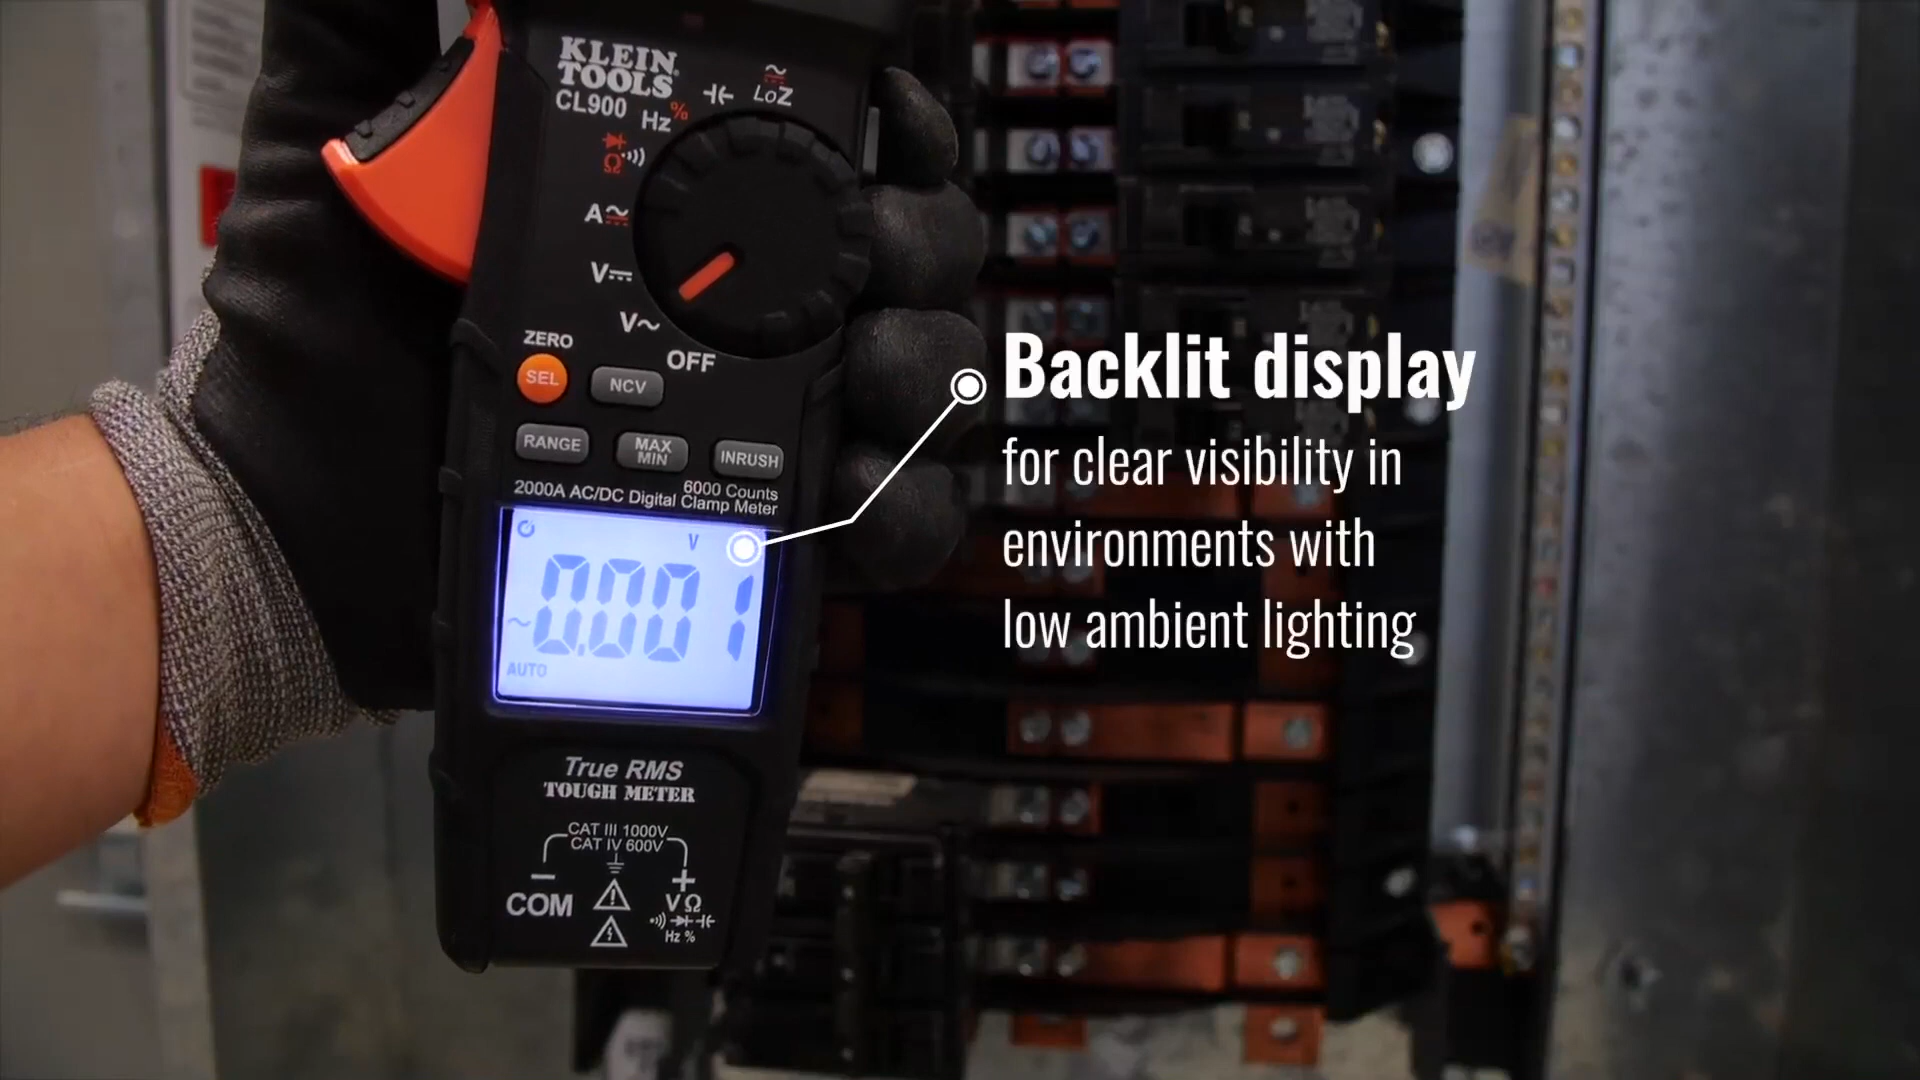 KLEIN
TOOLS
CL900
Hz%
LoZ
Ω
A
V
V~
OFF
ZERO
SEL
NCV
RANGE
MAX
MIN
INRUSH
6000 Counts
2000A AC/DC Digital Clamp Meter
V
~0.001
AUTO
True RMS
TOUGH METER
CAT III 1000V
CAT IV 600V
− +
COM
VΩ
Hz %
Backlit display
for clear visibility in
environments with
low ambient lighting